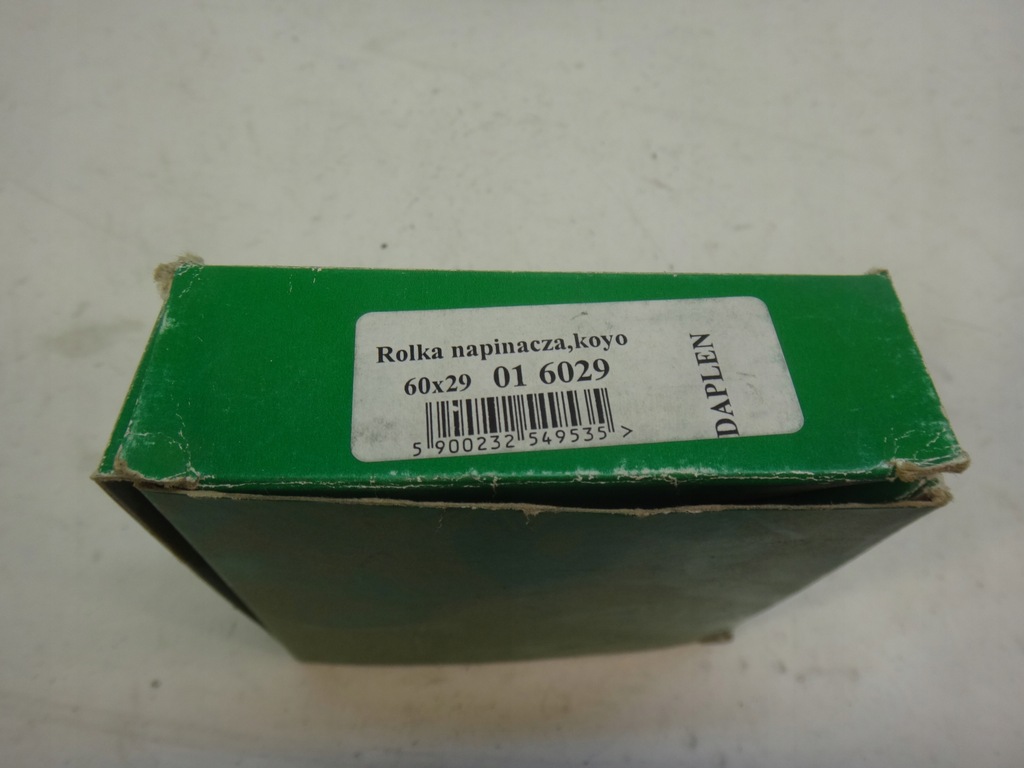 Rolka napinacza,koyo
60x29 01 6029
5 900232 549535 >
DAPLEN